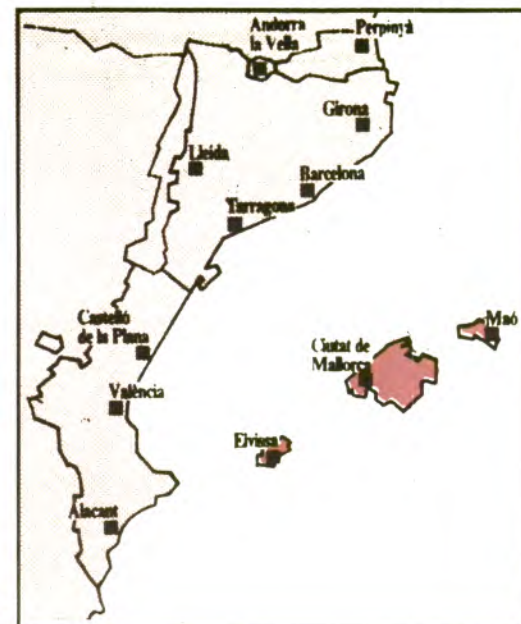 Andorra
la Vella
Perpinyà
Girona
Lleida
Barcelona
Tarragona
Castelló
de la Plana
Maó
Ciutat de
Mallorca
València
Eivissa
Alacant